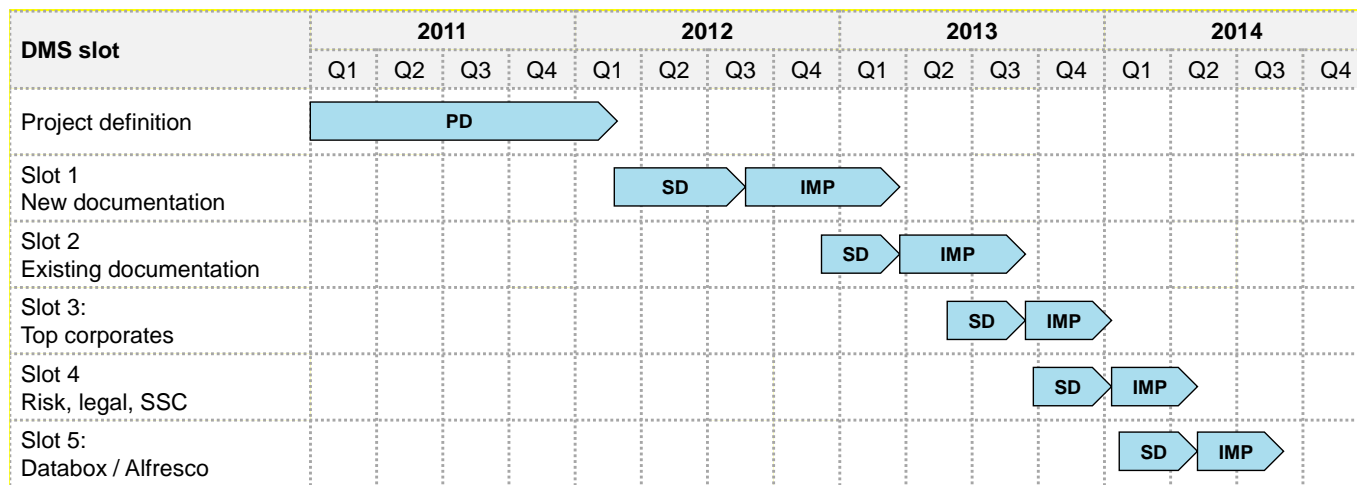 DMS slot
2011 2012 2013 2014
Q1 Q2 Q3 Q4 Q1 Q2 Q3 Q4 Q1 Q2 Q3 Q4 Q1 Q2 Q3 Q4
Project definition
PD
Slot 1
New documentation
SD IMP
Slot 2
Existing documentation
SD IMP
Slot 3:
Top corporates
SD IMP
Slot 4
Risk, legal, SSC
SD IMP
Slot 5:
Databox / Alfresco
SD IMP